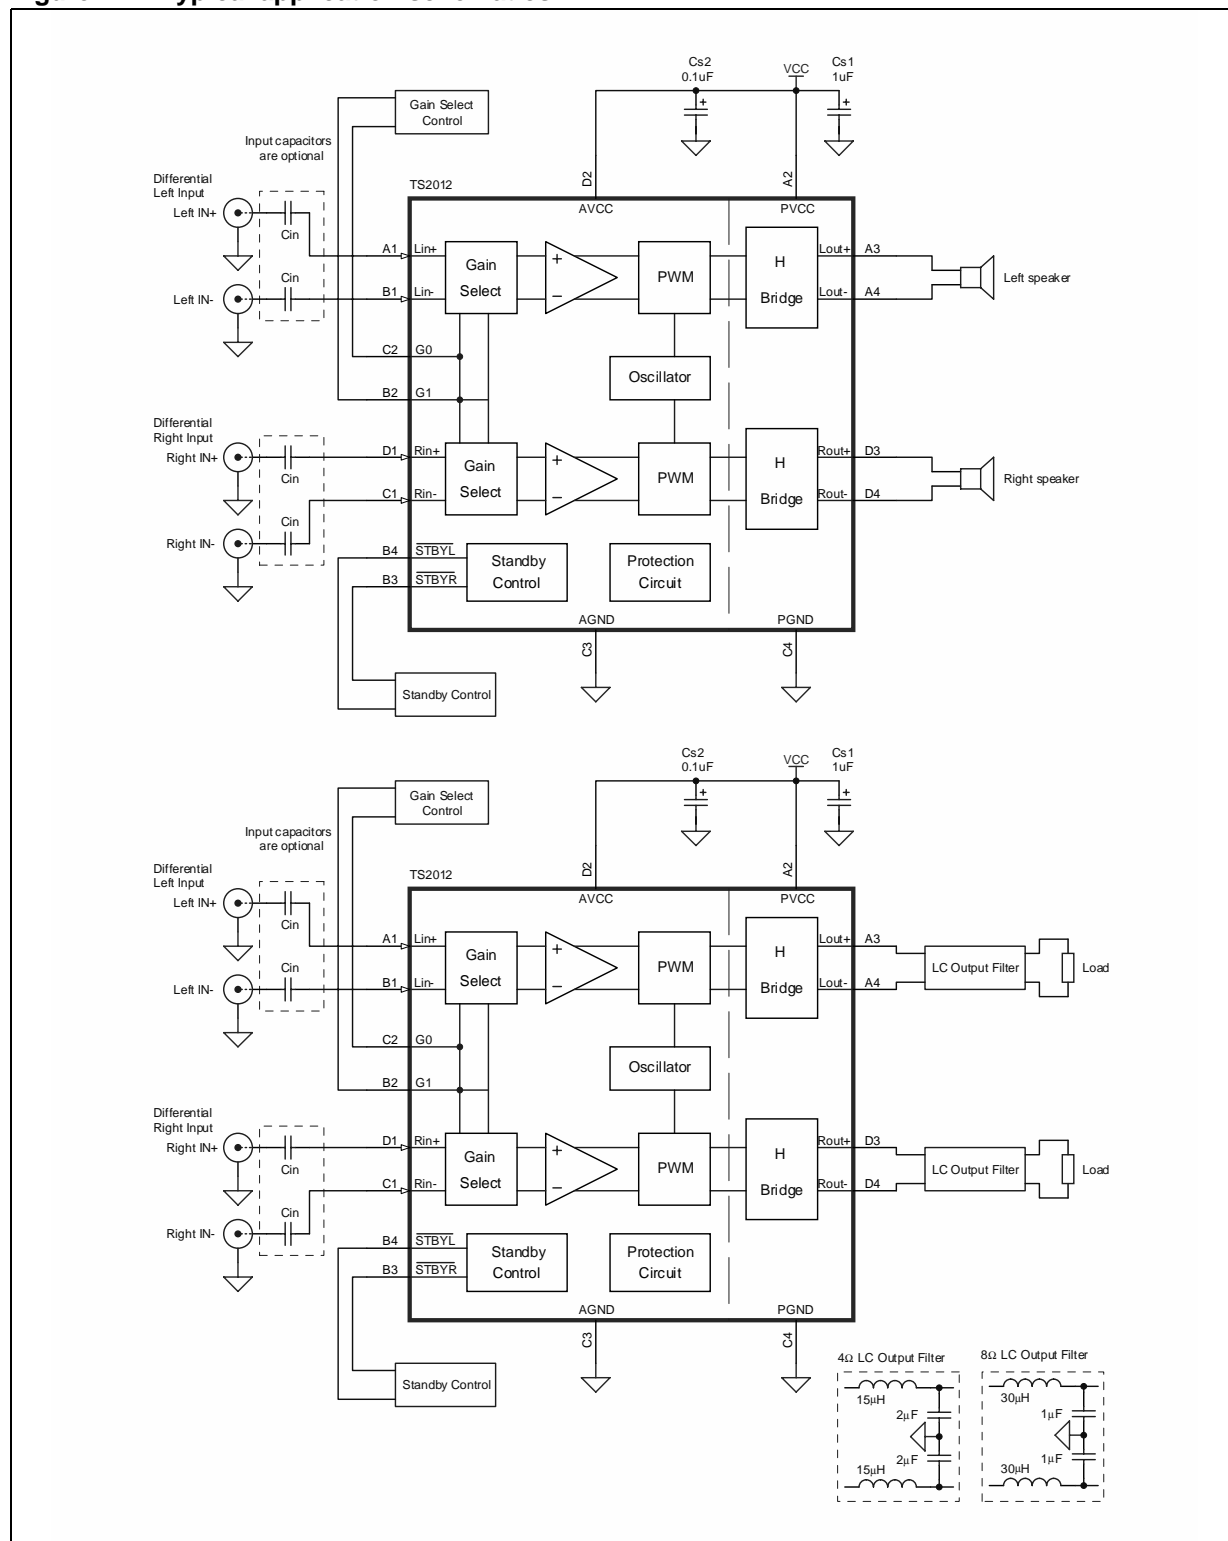 Cs2
0.1uF
VCC
Cs1
1uF
Gain Select
Control
Input capacitors
are optional
D2
A2
Differential
Left Input
TS2012
AVCC
PVCC
Left IN+
Cin
A1
Lin+
Gain
Select
+
−
PWM
H
Bridge
Lout+
A3
Left speaker
Cin
Left IN-
B1
Lin-
Lout-
A4
C2
G0
Oscillator
B2
G1
Differential
Right Input
Right IN+
Cin
D1
Rin+
Gain
Select
+
−
PWM
H
Bridge
Rout+
D3
Right speaker
C1
Rin-
Rout-
D4
Cin
Right IN-
B4
STBYL
Standby
Control
Protection
Circuit
B3
STBYR
AGND
PGND
C3
C4
Standby Control
Cs2
0.1uF
VCC
Cs1
1uF
Gain Select
Control
Input capacitors
are optional
D2
A2
Differential
Left Input
TS2012
AVCC
PVCC
Left IN+
Cin
A1
Lin+
Gain
Select
+
−
PWM
H
Bridge
Lout+
A3
LC Output Filter
Load
Cin
Left IN-
B1
Lin-
Lout-
A4
C2
G0
Oscillator
B2
G1
Differential
Right Input
Right IN+
Cin
D1
Rin+
Gain
Select
+
−
PWM
H
Bridge
Rout+
D3
LC Output Filter
Load
C1
Rin-
Rout-
D4
Cin
Right IN-
B4
STBYL
Standby
Control
Protection
Circuit
B3
STBYR
AGND
PGND
C3
C4
Standby Control
4Ω LC Output Filter
15µH
2µF
2µF
15µH
8Ω LC Output Filter
30µH
1µF
1µF
30µH